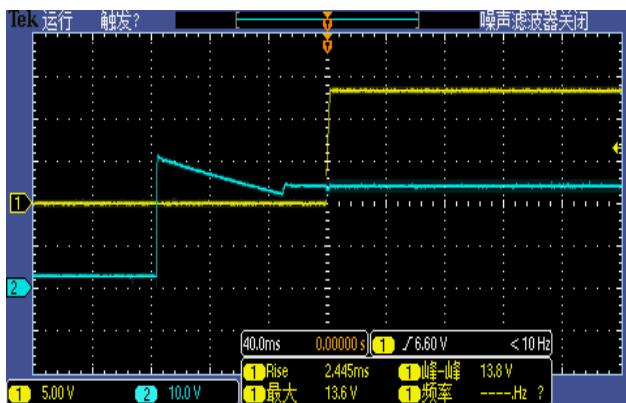 Tek 运行 触发? 噪声滤波器关闭
1
2
40.0ms 0.00000 s 1 6.60 V < 10 Hz
1 Rise 2.445ms 1 峰-峰 13.8 V
1 最大 13.6 V 1 频率 ----.Hz ?
1 5.00 V 2 10.0 V